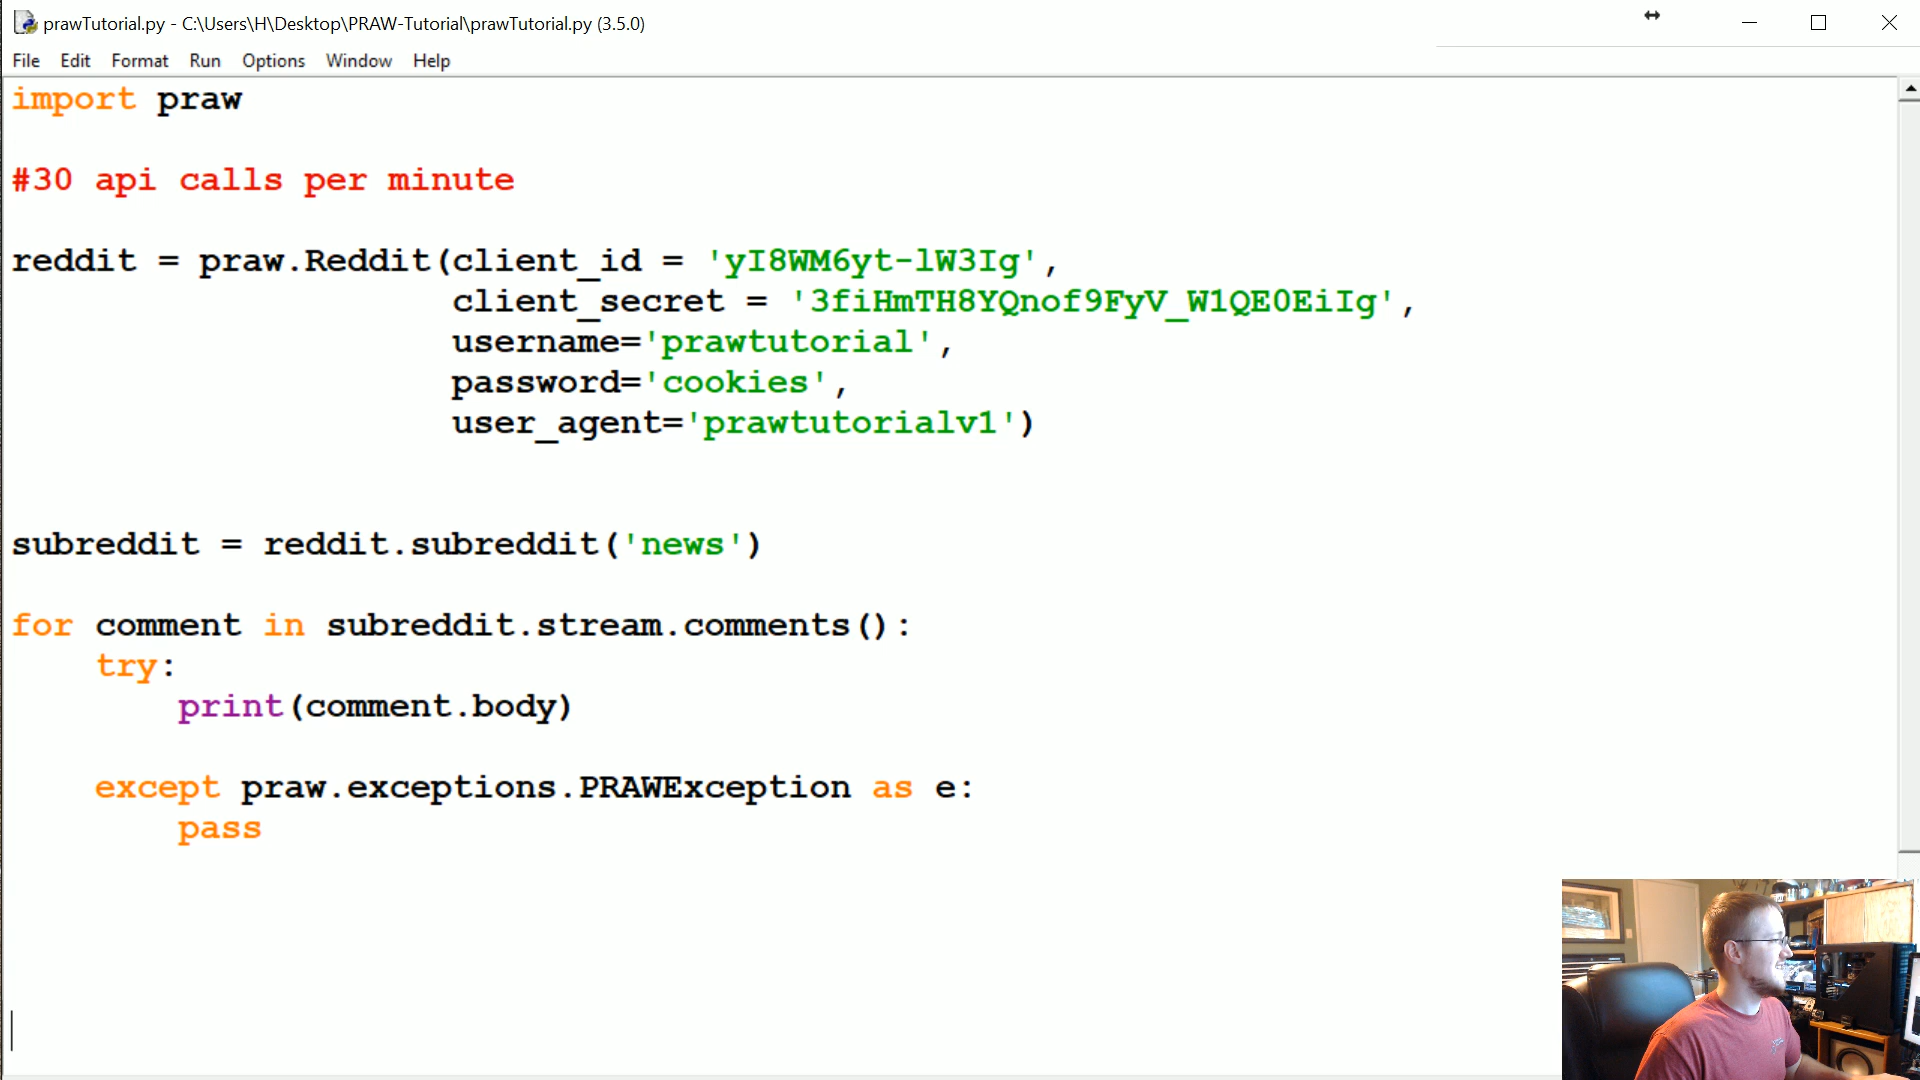 prawTutorial.py - C:\Users\H\Desktop\PRAW-Tutorial\prawTutorial.py (3.5.0)
File Edit Format Run Options Window Help
import praw
#30 api calls per minute
reddit = praw.Reddit(client_id = 'yI8WM6yt-lW3Ig',
client_secret = '3fiHmTH8YQnof9FyV_W1QE0EiIg',
username='prawtutorial',
password='cookies',
user_agent='prawtutorialv1')
subreddit = reddit.subreddit('news')
for comment in subreddit.stream.comments():
try:
print(comment.body)
except praw.exceptions.PRAWException as e:
pass